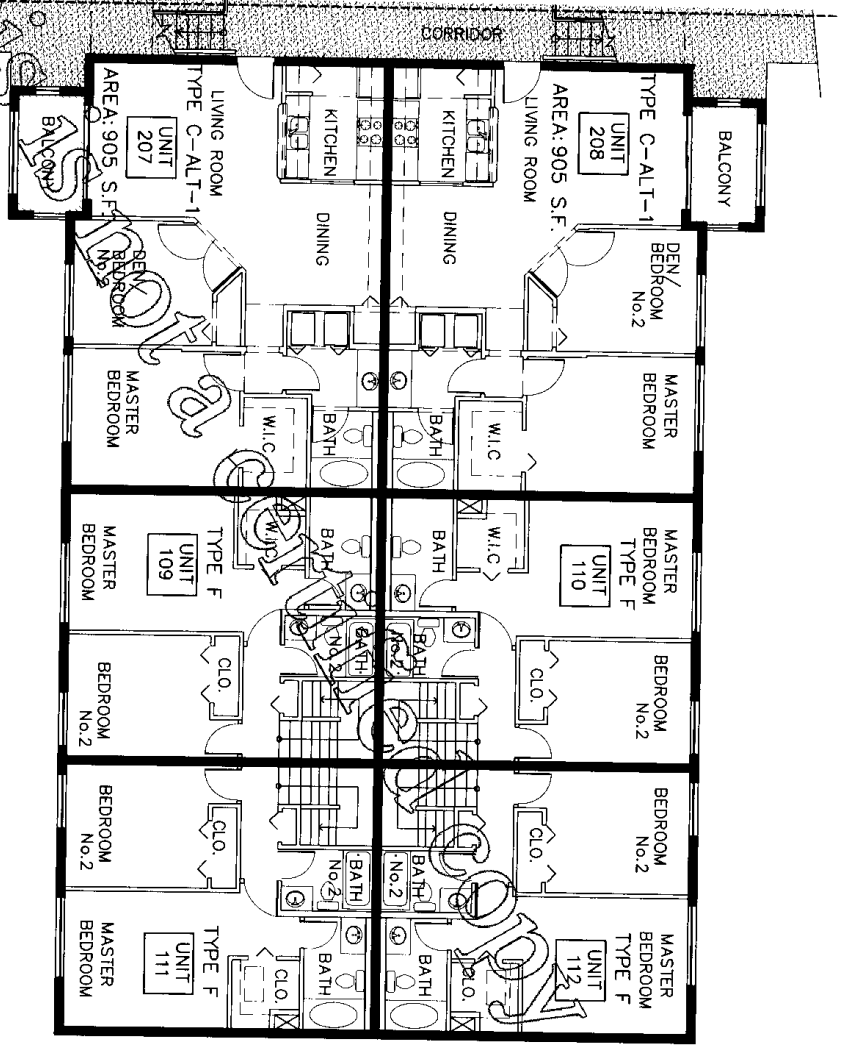 CORRIDOR
BALCONY
TYPE C-ALT-1
UNIT
208
AREA: 905 S.F.
LIVING ROOM
KITCHEN
DINING
DEN/
BEDROOM
No.2
MASTER
BEDROOM
W.I.C
BATH
KITCHEN
LIVING ROOM
TYPE C-ALT-1
UNIT
207
AREA: 905 S.F.
BALCONY
DINING
DEN/
BEDROOM
No.2
MASTER
BEDROOM
W.I.C
BATH
MASTER
BEDROOM
TYPE F
UNIT
110
W.I.C
BATH
BATH
No.2
CLO.
BEDROOM
No.2
BATH
W.I.C
TYPE F
UNIT
109
MASTER
BEDROOM
BATH
No.2
CLO.
BEDROOM
No.2
BEDROOM
No.2
CLO.
BATH
No.2
MASTER
BEDROOM
TYPE F
UNIT
112
CLO.
BATH
BATH
No.2
CLO.
BEDROOM
No.2
BATH
CLO.
TYPE F
UNIT
111
MASTER
BEDROOM
is not a certified copy